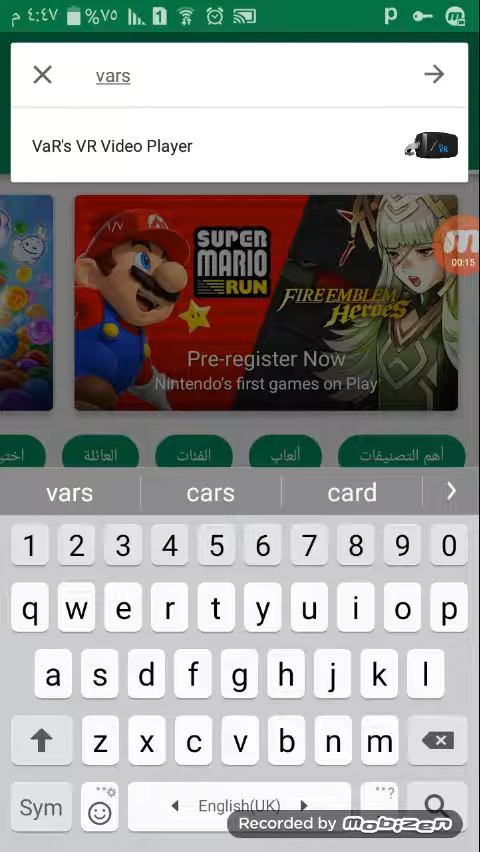 م ٤:٤٧ %٧٥ 1 p
vars
VaR's VR Video Player
VR
SUPER
MARIO
RUN
FIRE EMBLEM
Heroes
Pre-register Now
Nintendo's first games on Play
00:15
أهم التصنيفات ألعاب الفئات العائلة اختي
vars cars card
1 2 3 4 5 6 7 8 9 0
q w e r t y u i o p
a s d f g h j k l
z x c v b n m
Sym English(UK) ..?
Recorded by mobizen